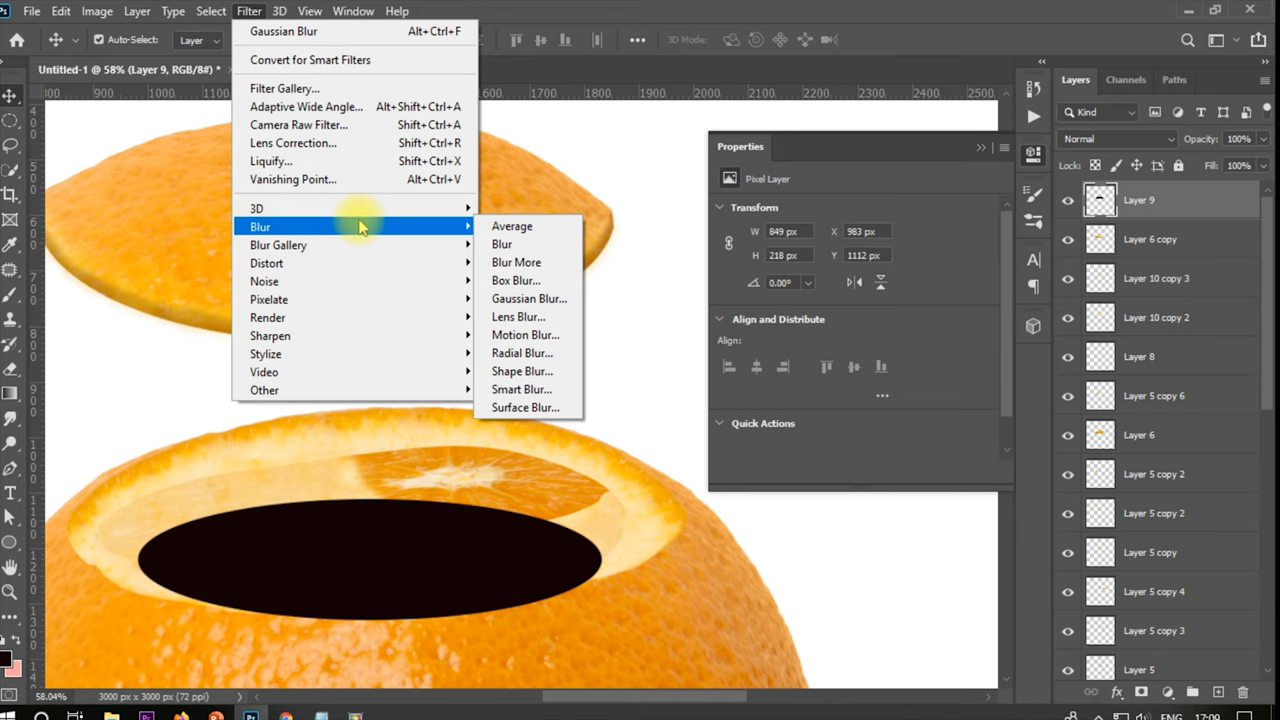 Ps File Edit Image Layer Type Select Filter 3D View Window Help
Auto-Select: Layer 3D Mode:
Untitled-1 @ 58% (Layer 9, RGB/8#) *
Gaussian Blur Alt+Ctrl+F
Convert for Smart Filters
Filter Gallery...
Adaptive Wide Angle... Alt+Shift+Ctrl+A
Camera Raw Filter... Shift+Ctrl+A
Lens Correction... Shift+Ctrl+R
Liquify... Shift+Ctrl+X
Vanishing Point... Alt+Ctrl+V
3D
Blur
Blur Gallery
Distort
Noise
Pixelate
Render
Sharpen
Stylize
Video
Other
Average
Blur
Blur More
Box Blur...
Gaussian Blur...
Lens Blur...
Motion Blur...
Radial Blur...
Shape Blur...
Smart Blur...
Surface Blur...
800 900 1000 1600 1700 1800 1900 2000 2100 2200 2300 2400 2500
Properties
Pixel Layer
Transform
W 849 px X 983 px
H 218 px Y 1112 px
0.00°
Align and Distribute
Align:
Quick Actions
Layers Channels Paths
Kind
Normal Opacity: 100%
Lock: Fill: 100%
Layer 9
Layer 6 copy
Layer 10 copy 3
Layer 10 copy 2
Layer 8
Layer 5 copy 6
Layer 6
Layer 5 copy 2
Layer 5 copy 2
Layer 5 copy
Layer 5 copy 4
Layer 5 copy 3
Layer 5
58.04% 3000 px x 3000 px (72 ppi)
ENG 17:09